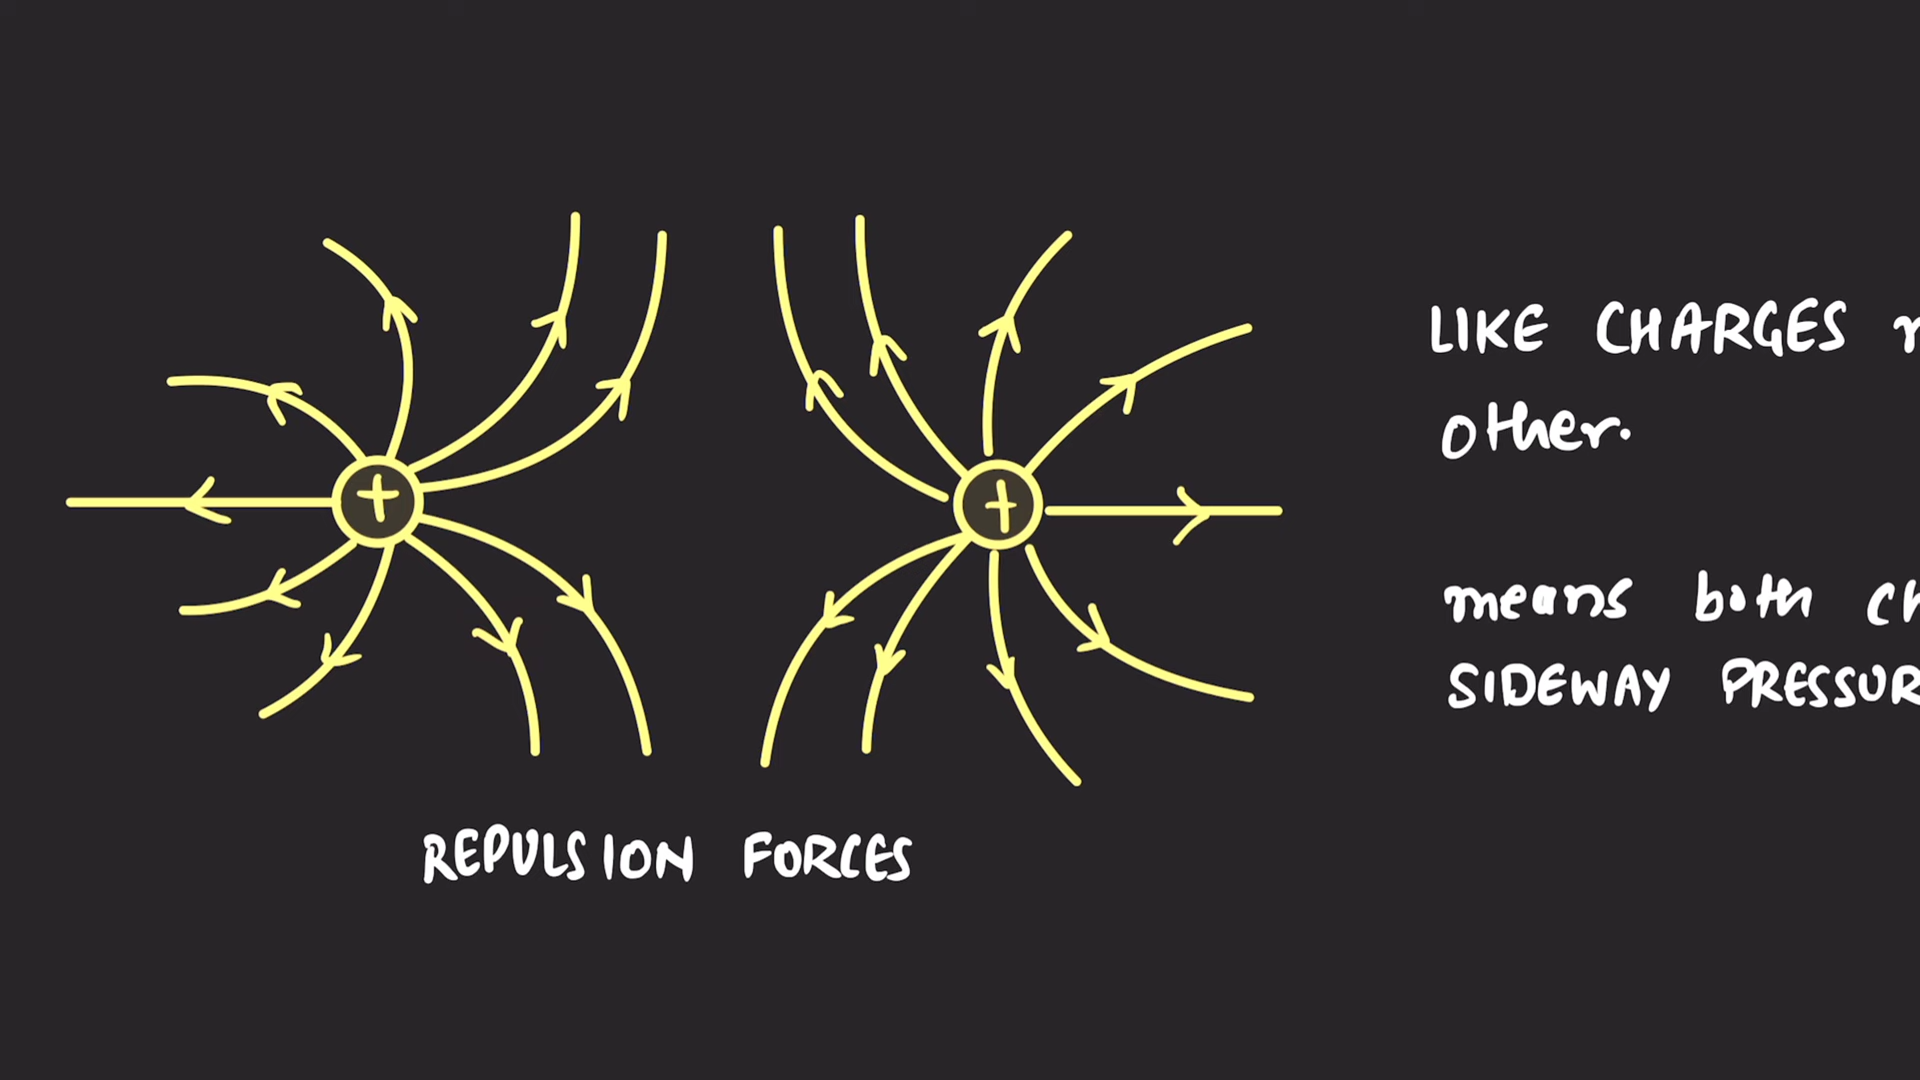 + +
LIKE CHARGES
other.
means both
SIDEWAY
REPULSION FORCES